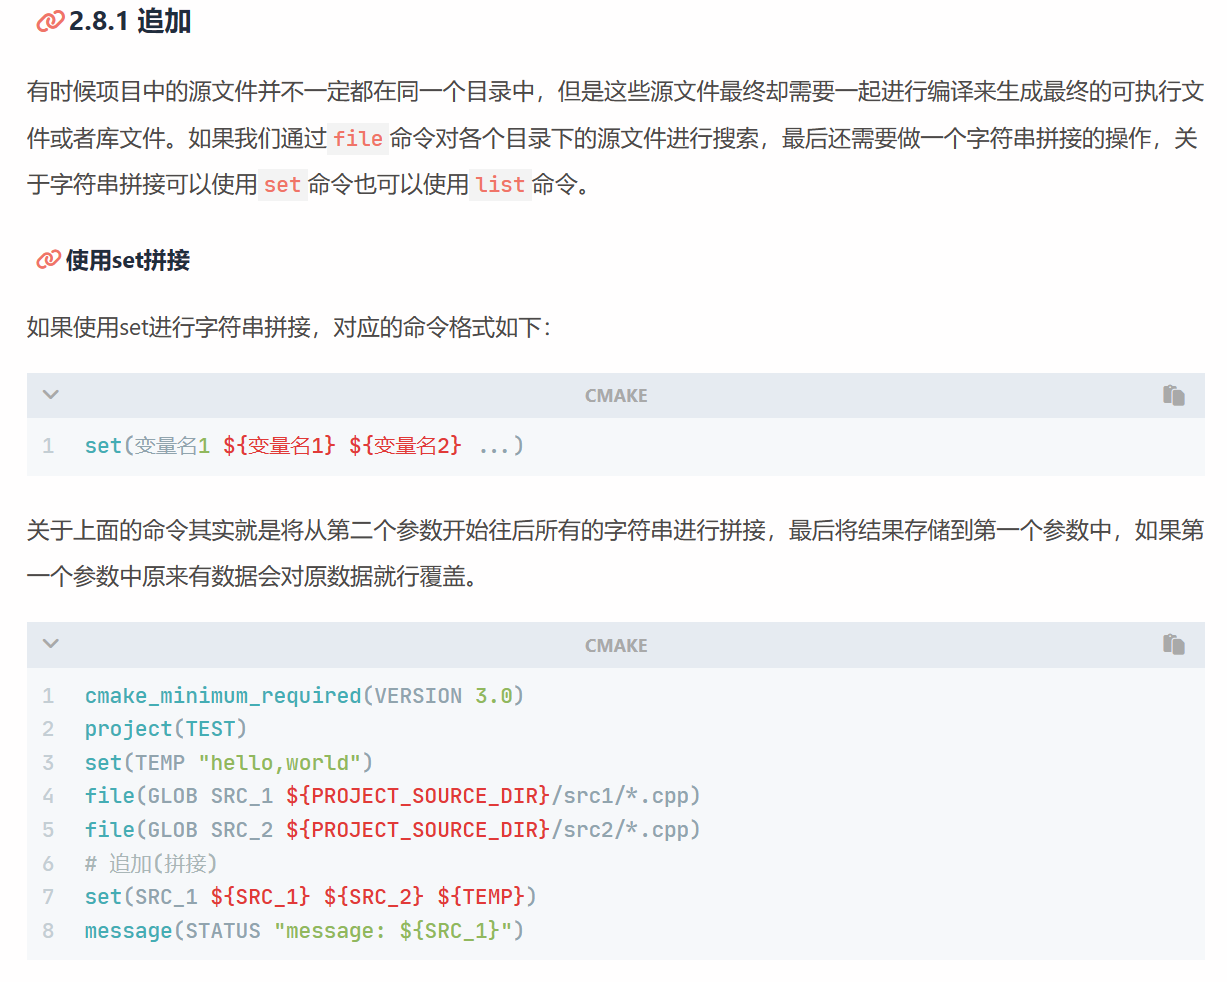 2.8.1 追加
有时候项目中的源文件并不一定都在同一个目录中，但是这些源文件最终却需要一起进行编译来生成最终的可执行文
件或者库文件。如果我们通过file命令对各个目录下的源文件进行搜索，最后还需要做一个字符串拼接的操作，关
于字符串拼接可以使用set命令也可以使用list命令。
使用set拼接
如果使用set进行字符串拼接，对应的命令格式如下：
CMAKE
1 set(变量名1 ${变量名1} ${变量名2} ...)
关于上面的命令其实就是将从第二个参数开始往后所有的字符串进行拼接，最后将结果存储到第一个参数中，如果第
一个参数中原来有数据会对原数据就行覆盖。
CMAKE
1 cmake_minimum_required(VERSION 3.0)
2 project(TEST)
3 set(TEMP "hello,world")
4 file(GLOB SRC_1 ${PROJECT_SOURCE_DIR}/src1/*.cpp)
5 file(GLOB SRC_2 ${PROJECT_SOURCE_DIR}/src2/*.cpp)
6 # 追加(拼接)
7 set(SRC_1 ${SRC_1} ${SRC_2} ${TEMP})
8 message(STATUS "message: ${SRC_1}")